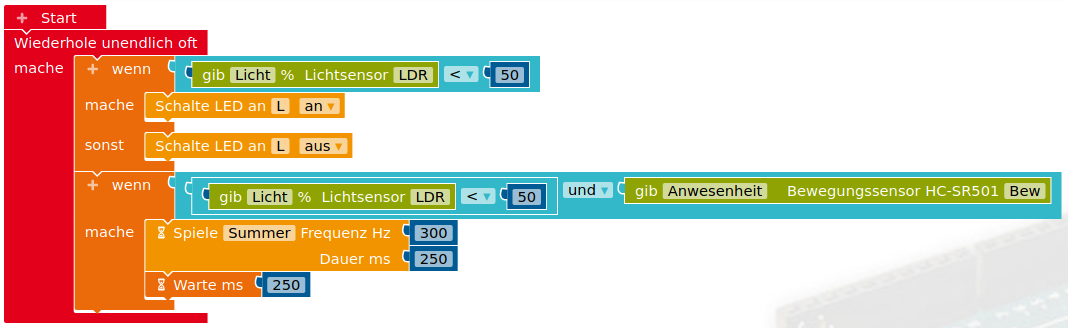 + Start
Wiederhole unendlich oft
mache + wenn gib Licht % Lichtsensor LDR < 50
mache Schalte LED an L an
sonst Schalte LED an L aus
+ wenn gib Licht % Lichtsensor LDR < 50 und gib Anwesenheit Bewegungssensor HC-SR501 Bew
mache Spiele Summer Frequenz Hz 300
Dauer ms 250
Warte ms 250